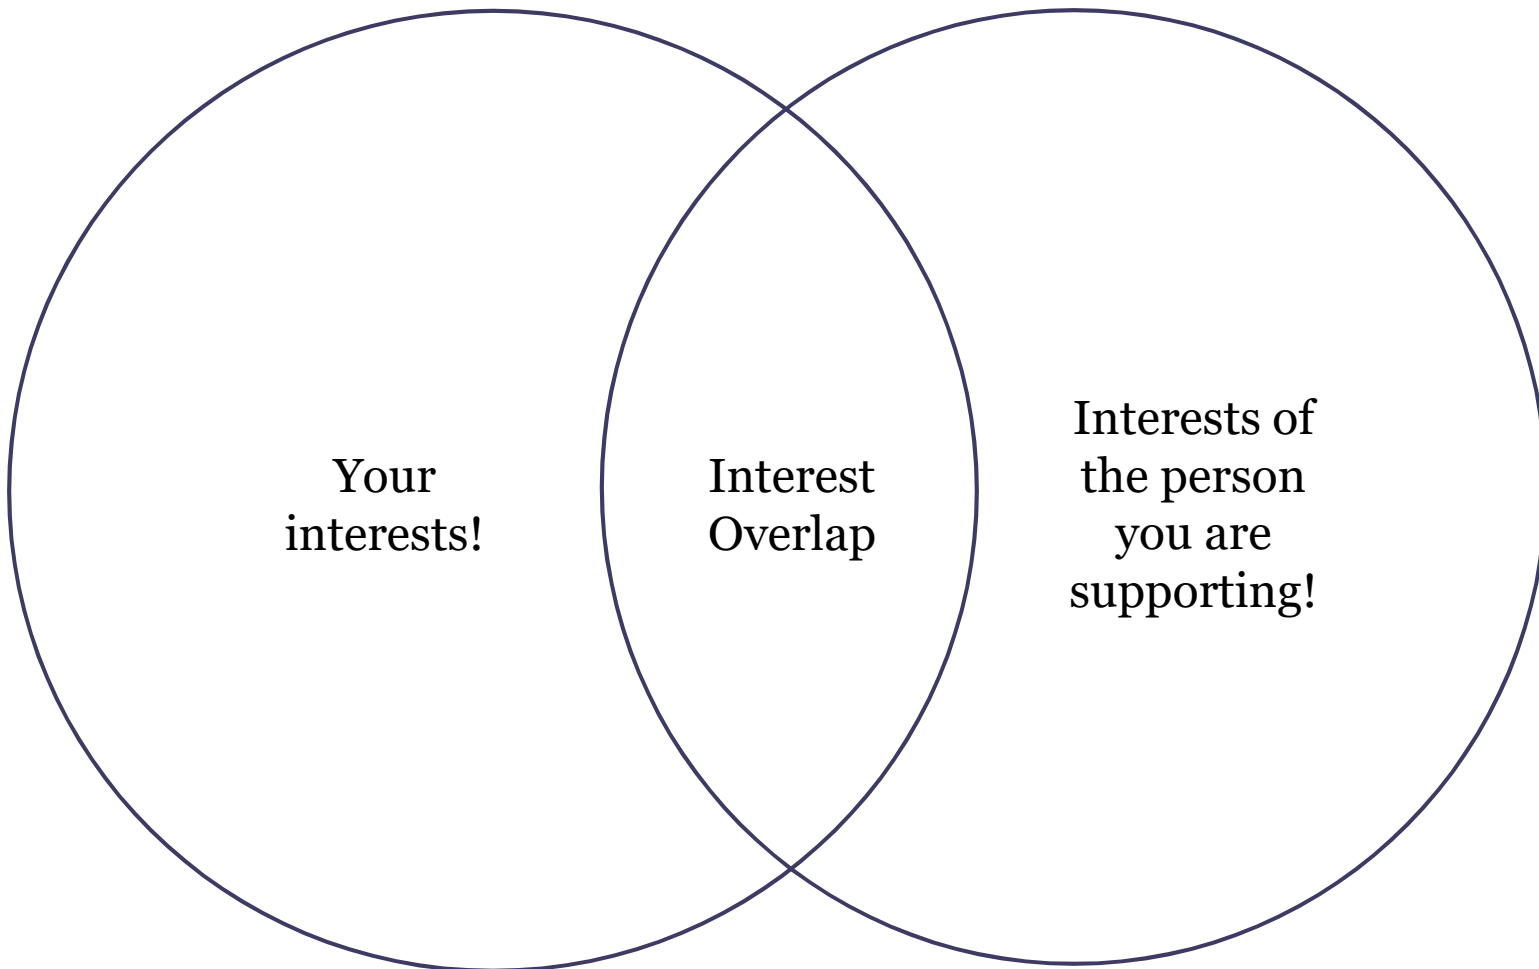 Your
interests!
Interest
Overlap
Interests of
the person
you are
supporting!